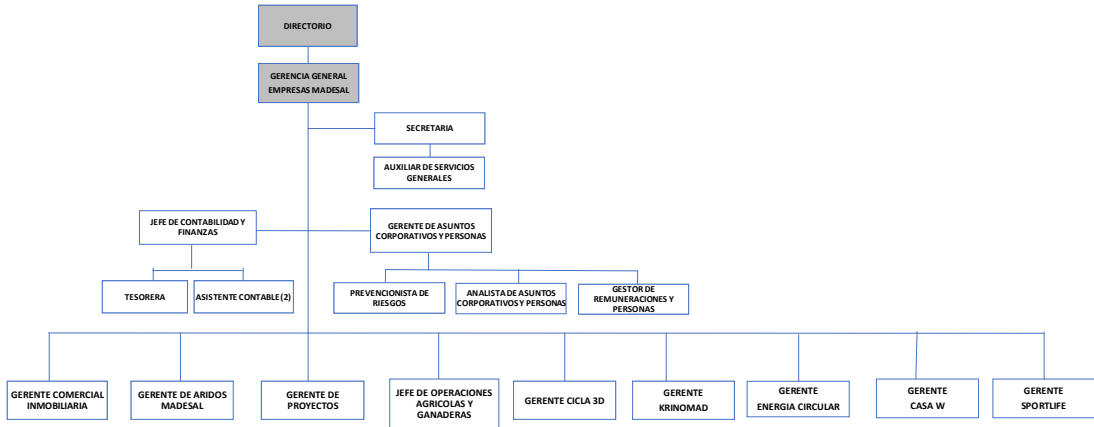 DIRECTORIO
GERENCIA GENERAL
EMPRESAS MADESAL
SECRETARIA
AUXILIAR DE SERVICIOS
GENERALES
JEFE DE CONTABILIDAD Y
FINANZAS
GERENTE DE ASUNTOS
CORPORATIVOS Y PERSONAS
TESORERA
ASISTENTE CONTABLE (2)
PREVENCIONISTA DE
RIESGOS
ANALISTA DE ASUNTOS
CORPORATIVOS Y PERSONAS
GESTOR DE
REMUNERACIONES Y
PERSONAS
GERENTE COMERCIAL
INMOBILIARIA
GERENTE DE ARIDOS
MADESAL
GERENTE DE
PROYECTOS
JEFE DE OPERACIONES
AGRICOLAS Y
GANADERAS
GERENTE CICLA 3D
GERENTE
KRINOMAD
GERENTE
ENERGIA CIRCULAR
GERENTE
CASA W
GERENTE
SPORTLIFE